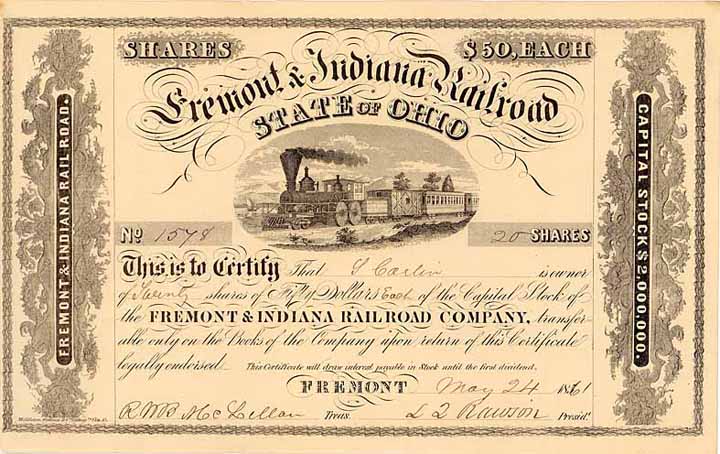 SHARES $50, EACH
Fremont & Indiana Railroad
STATE OF OHIO
FREMONT & INDIANA RAIL ROAD.
CAPITAL STOCK $2,000,000.
No 1578 20 SHARES
This is to Certify That S Carlin is owner
of Twenty shares of Fifty Dollars Each of the Capital Stock of
the FREMONT & INDIANA RAILROAD COMPANY, transfer-
able only on the Books of the Company upon return of this Certificate
legally endorsed. This Certificate will draw interest payable in Stock until the first dividend.
FREMONT May 24 1861
R W B McLellan Treas. L Q Rawson Presid't